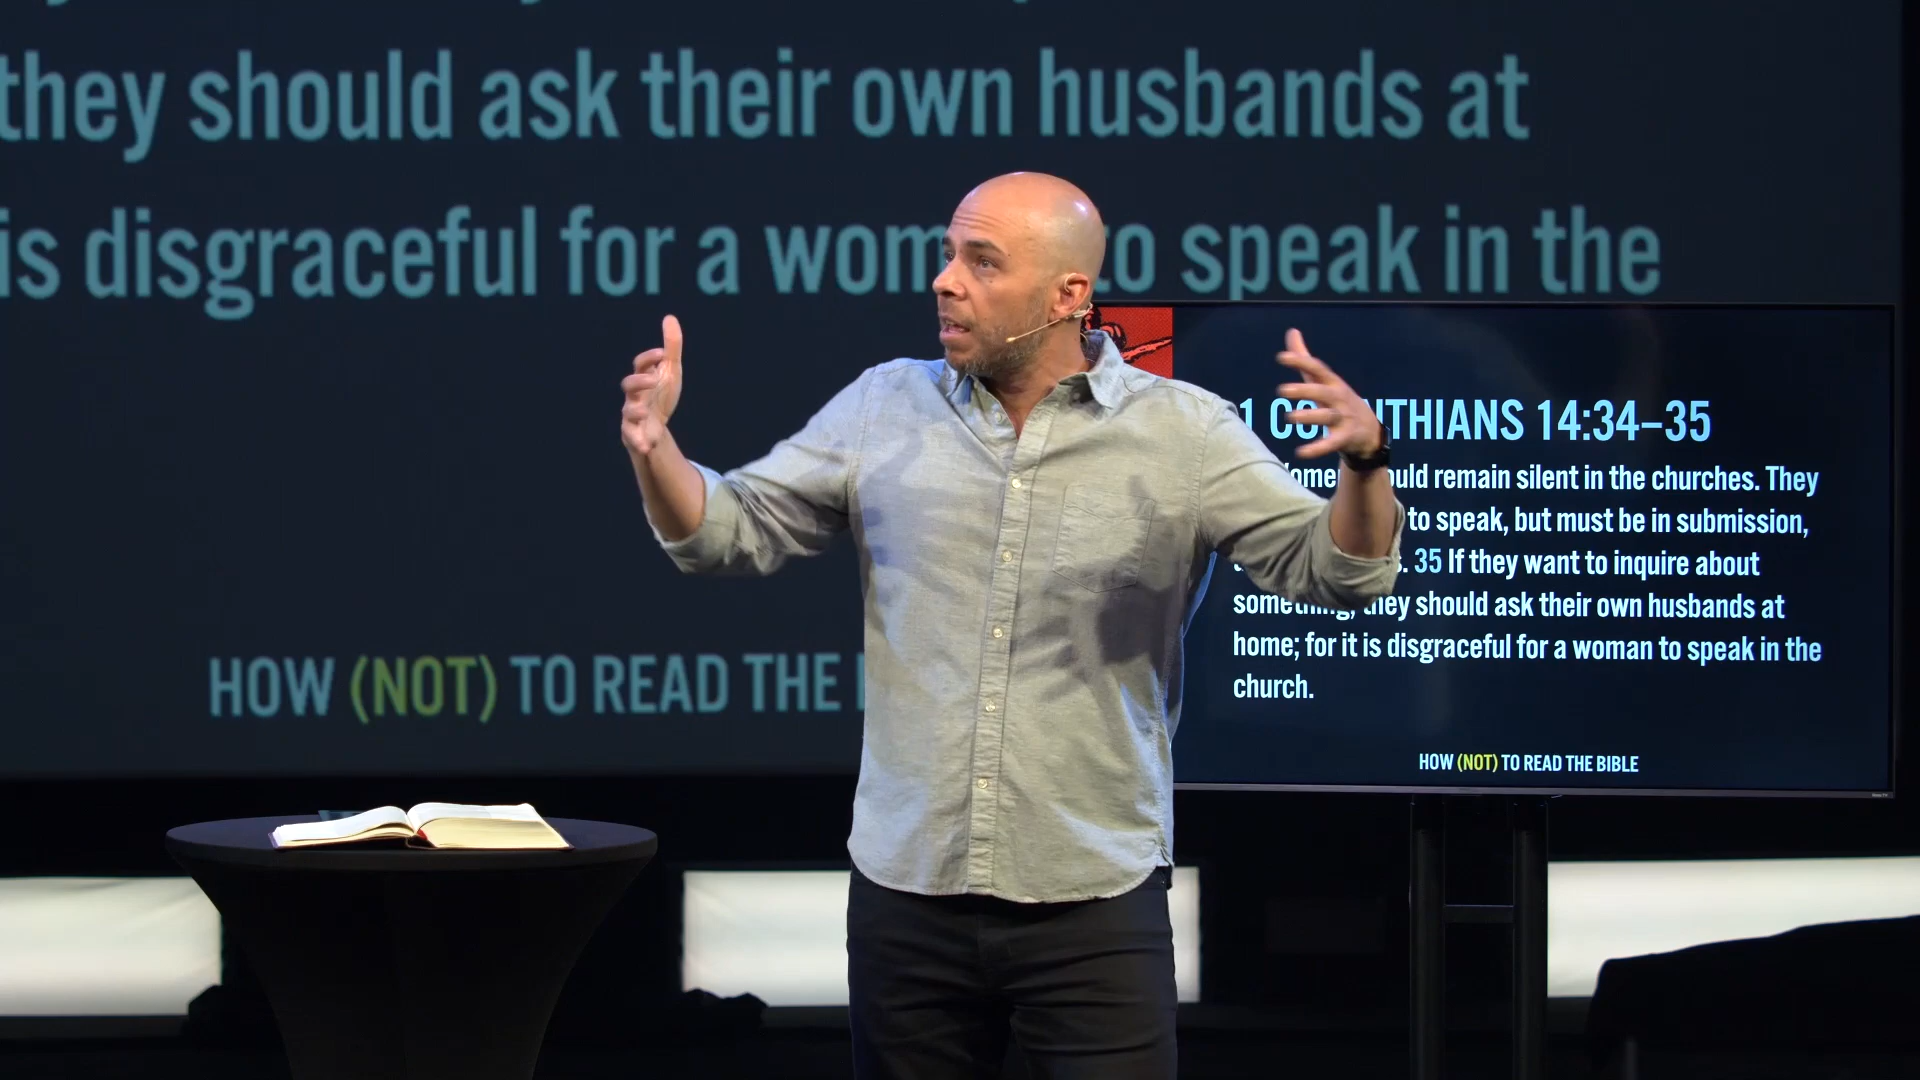 they should ask their own husbands at
is disgraceful for a to speak in the
HOW (NOT) TO READ THE
1 CORINTHIANS 14:34–35
remain silent in the churches. They
to speak, but must be in submission,
35 If they want to inquire about
something, they should ask their own husbands at
home; for it is disgraceful for a woman to speak in the
church.
HOW (NOT) TO READ THE BIBLE